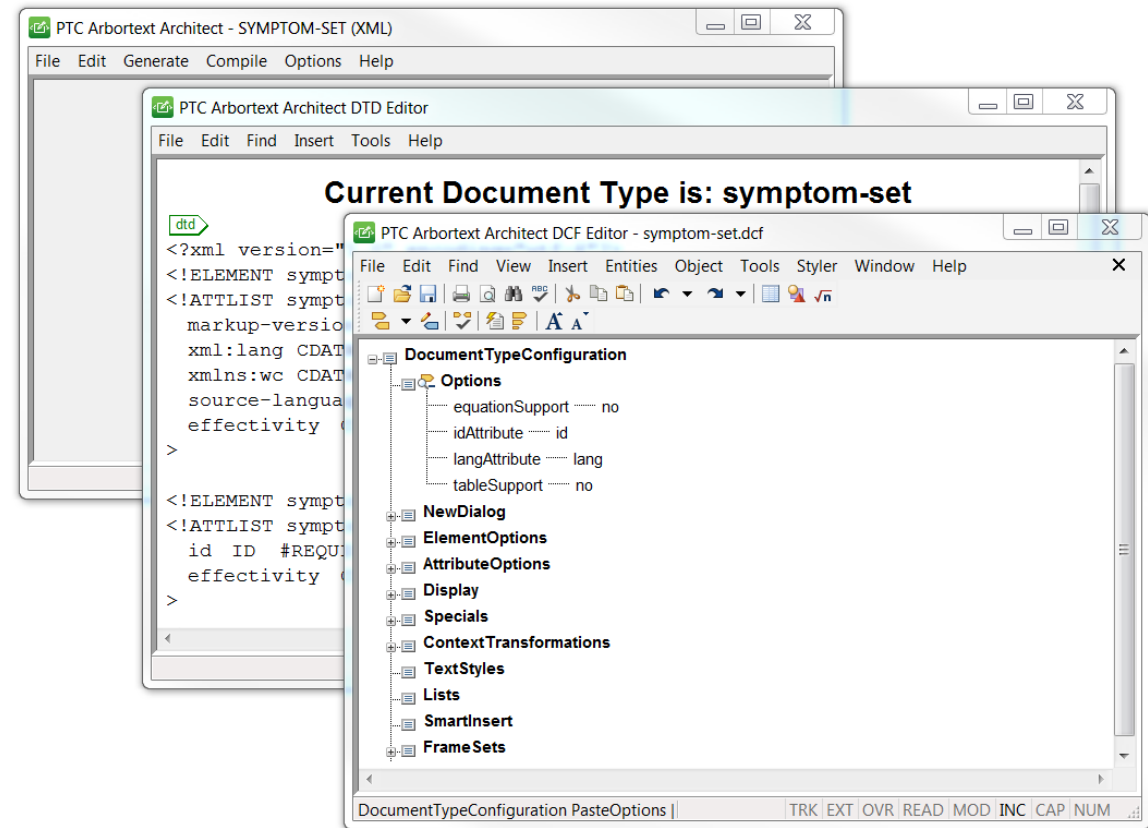 PTC Arbortext Architect - SYMPTOM-SET (XML)
File Edit Generate Compile Options Help
PTC Arbortext Architect DTD Editor
File Edit Find Insert Tools Help
Current Document Type is: symptom-set
dtd
<?xml version="
<!ELEMENT sympt
<!ATTLIST sympt
markup-versio
xml:lang CDAT
xmlns:wc CDAT
source-langua
effectivity
>
<!ELEMENT sympt
<!ATTLIST sympt
id ID #REQU
effectivity
>
PTC Arbortext Architect DCF Editor - symptom-set.dcf
File Edit Find View Insert Entities Object Tools Styler Window Help
DocumentTypeConfiguration
Options
equationSupport no
idAttribute id
langAttribute lang
tableSupport no
NewDialog
ElementOptions
AttributeOptions
Display
Specials
ContextTransformations
TextStyles
Lists
SmartInsert
FrameSets
DocumentTypeConfiguration PasteOptions | TRK EXT OVR READ MOD INC CAP NUM